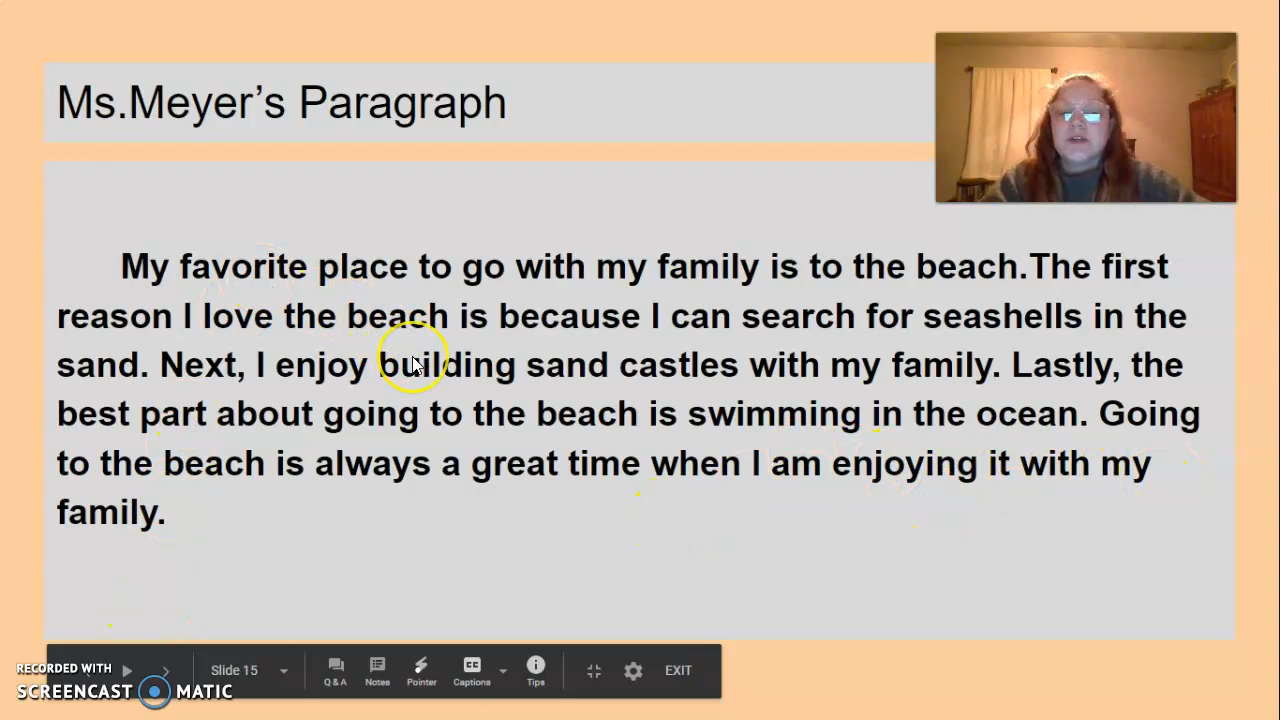 Ms.Meyer's Paragraph
My favorite place to go with my family is to the beach.The first
reason I love the beach is because I can search for seashells in the
sand. Next, I enjoy building sand castles with my family. Lastly, the
best part about going to the beach is swimming in the ocean. Going
to the beach is always a great time when I am enjoying it with my
family.
RECORDED WITH
SCREENCAST MATIC
Slide 15
Q & A
Notes
Pointer
CC
Captions
Tips
EXIT